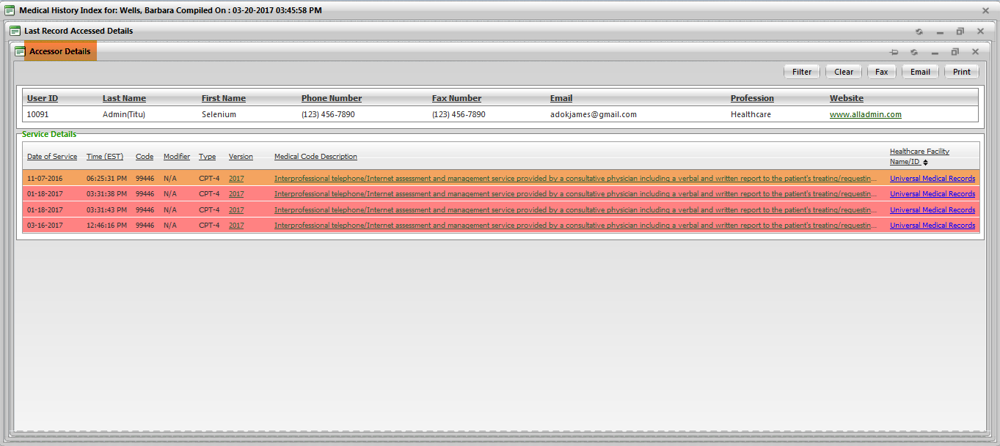 Medical History Index for: Wells, Barbara Compiled On : 03-20-2017 03:45:58 PM
Last Record Accessed Details
Accessor Details
Filter Clear Fax Email Print
User ID Last Name First Name Phone Number Fax Number Email Profession Website
10091 Admin(Titu) Selenium (123) 456-7890 (123) 456-7890 adokjames@gmail.com Healthcare www.alladmin.com
Service Details
Date of Service Time (EST) Code Modifier Type Version Medical Code Description Healthcare Facility
Name/ID
11-07-2016 06:25:31 PM 99446 N/A CPT-4 2017 Interprofessional telephone/Internet assessment and management service provided by a consultative physician including a verbal and written report to the patient's treating/requestin... Universal Medical Records
01-18-2017 03:31:38 PM 99446 N/A CPT-4 2017 Interprofessional telephone/Internet assessment and management service provided by a consultative physician including a verbal and written report to the patient's treating/requestin... Universal Medical Records
01-18-2017 03:31:43 PM 99446 N/A CPT-4 2017 Interprofessional telephone/Internet assessment and management service provided by a consultative physician including a verbal and written report to the patient's treating/requestin... Universal Medical Records
03-16-2017 12:46:16 PM 99446 N/A CPT-4 2017 Interprofessional telephone/Internet assessment and management service provided by a consultative physician including a verbal and written report to the patient's treating/requestin... Universal Medical Records